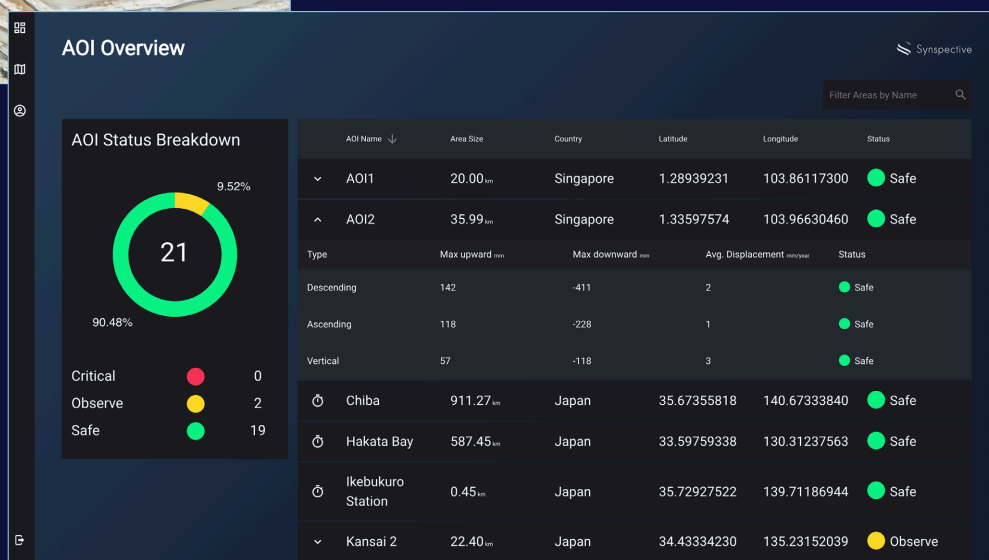 AOI Overview
Synspective
Filter Areas by Name
AOI Status Breakdown
9.52%
21
90.48%
Critical 0
Observe 2
Safe 19
AOI Name Area Size Country Latitude Longitude Status
AOI1 20.00 km Singapore 1.28939231 103.86117300 Safe
AOI2 35.99 km Singapore 1.33597574 103.96630460 Safe
Type Max upward mm Max downward mm Avg. Displacement mm/year Status
Descending 142 -411 2 Safe
Ascending 118 -228 1 Safe
Vertical 57 -118 3 Safe
Chiba 911.27 km Japan 35.67355818 140.67333840 Safe
Hakata Bay 587.45 km Japan 33.59759338 130.31237563 Safe
Ikebukuro
Station 0.45 km Japan 35.72927522 139.71186944 Safe
Kansai 2 22.40 km Japan 34.43334230 135.23152039 Observe